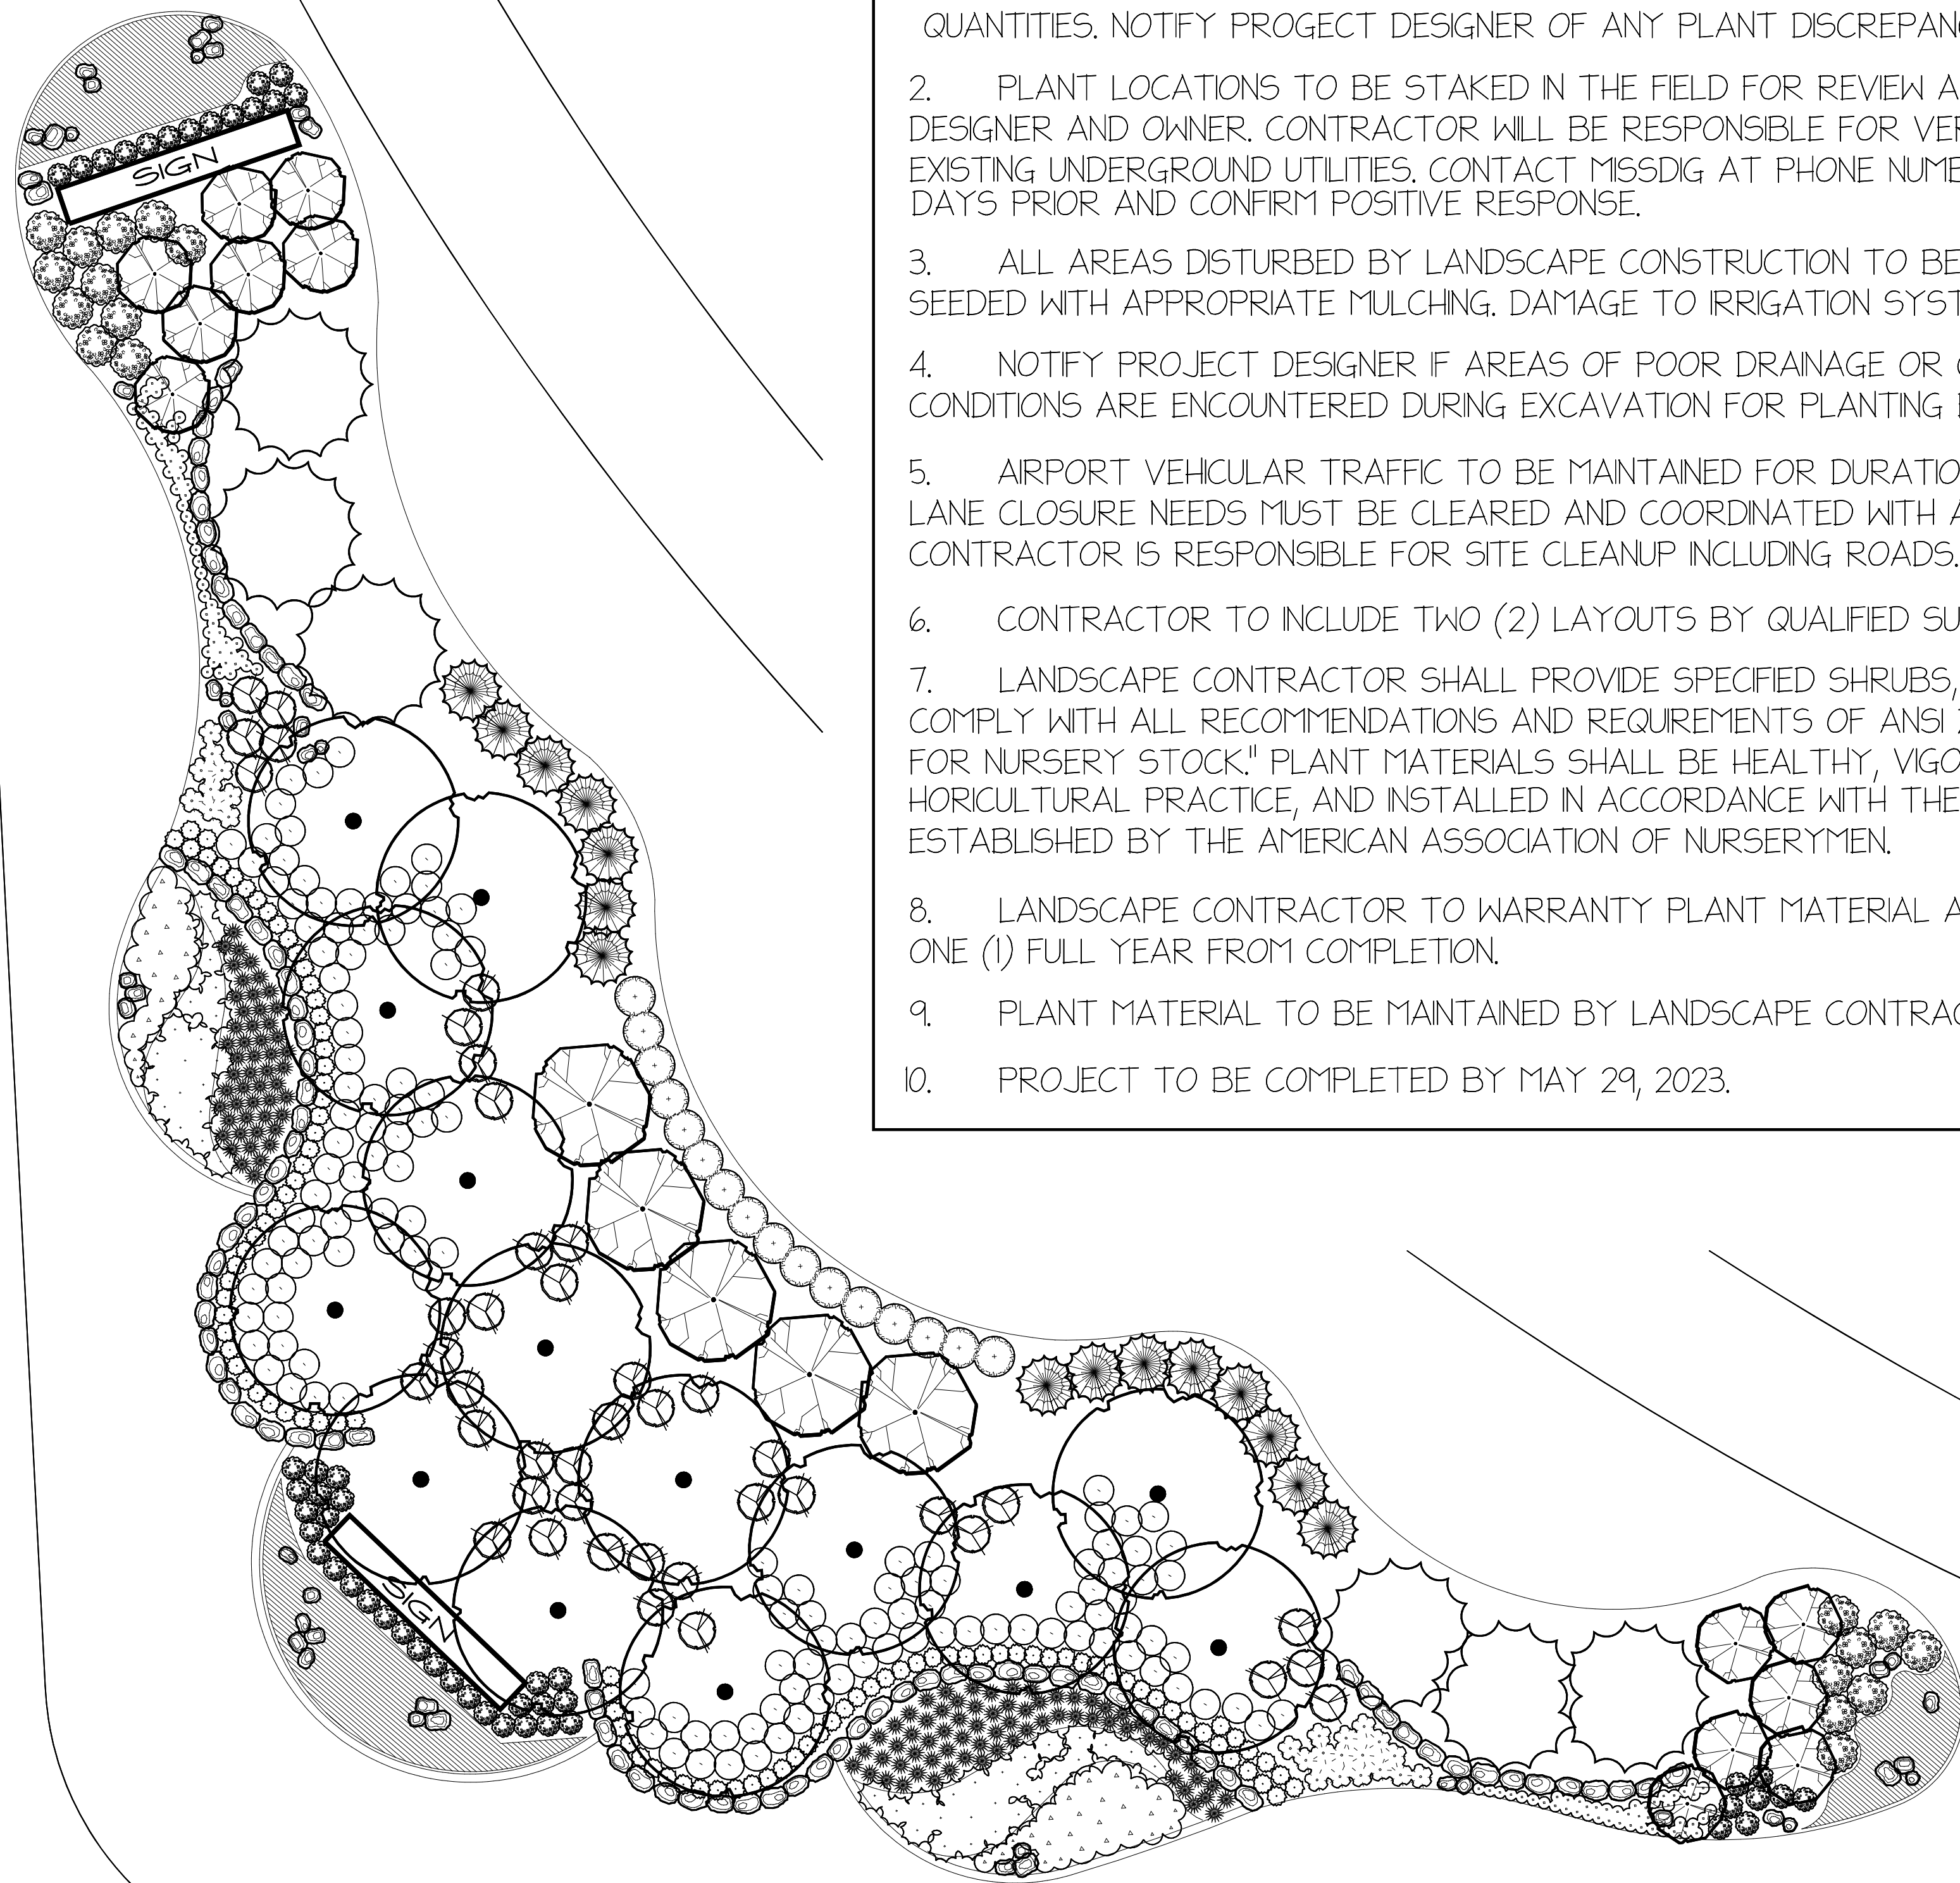 QUANTITIES. NOTIFY PROGECT DESIGNER OF ANY PLANT
2. PLANT LOCATIONS TO BE STAKED IN THE FIELD FOR REVIEW
DESIGNER AND OWNER. CONTRACTOR WILL BE RESPONSIBLE FOR
EXISTING UNDERGROUND UTILITIES. CONTACT MISSDIG AT PHONE
DAYS PRIOR AND CONFIRM POSITIVE RESPONSE.
3. ALL AREAS DISTURBED BY LANDSCAPE CONSTRUCTION TO BE
SEEDED WITH APPROPRIATE MULCHING. DAMAGE TO IRRIGATION
4. NOTIFY PROJECT DESIGNER IF AREAS OF POOR DRAINAGE OR
CONDITIONS ARE ENCOUNTERED DURING EXCAVATION FOR PLANTING
5. AIRPORT VEHICULAR TRAFFIC TO BE MAINTAINED FOR
LANE CLOSURE NEEDS MUST BE CLEARED AND COORDINATED WITH
CONTRACTOR IS RESPONSIBLE FOR SITE CLEANUP INCLUDING ROADS.
6. CONTRACTOR TO INCLUDE TWO (2) LAYOUTS BY QUALIFIED
7. LANDSCAPE CONTRACTOR SHALL PROVIDE SPECIFIED SHRUBS,
COMPLY WITH ALL RECOMMENDATIONS AND REQUIREMENTS OF ANSI
FOR NURSERY STOCK." PLANT MATERIALS SHALL BE HEALTHY,
HORICULTURAL PRACTICE, AND INSTALLED IN ACCORDANCE WITH THE
ESTABLISHED BY THE AMERICAN ASSOCIATION OF NURSERYMEN.
8. LANDSCAPE CONTRACTOR TO WARRANTY PLANT MATERIAL
ONE (1) FULL YEAR FROM COMPLETION.
9. PLANT MATERIAL TO BE MAINTAINED BY LANDSCAPE
10. PROJECT TO BE COMPLETED BY MAY 29, 2023.
SIGN
SIGN